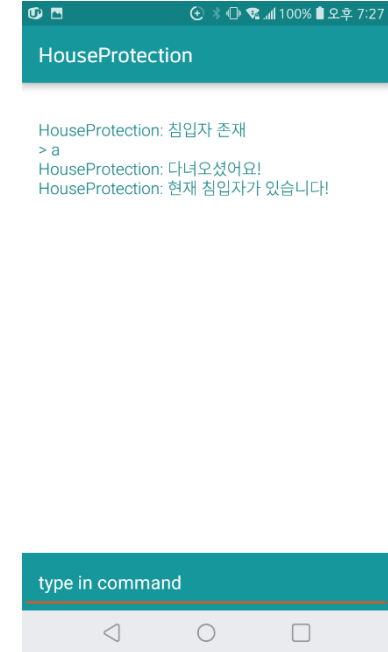 100% 오후 7:27
HouseProtection
HouseProtection: 침입자 존재
> a
HouseProtection: 다녀오셨어요!
HouseProtection: 현재 침입자가 있습니다!
type in command